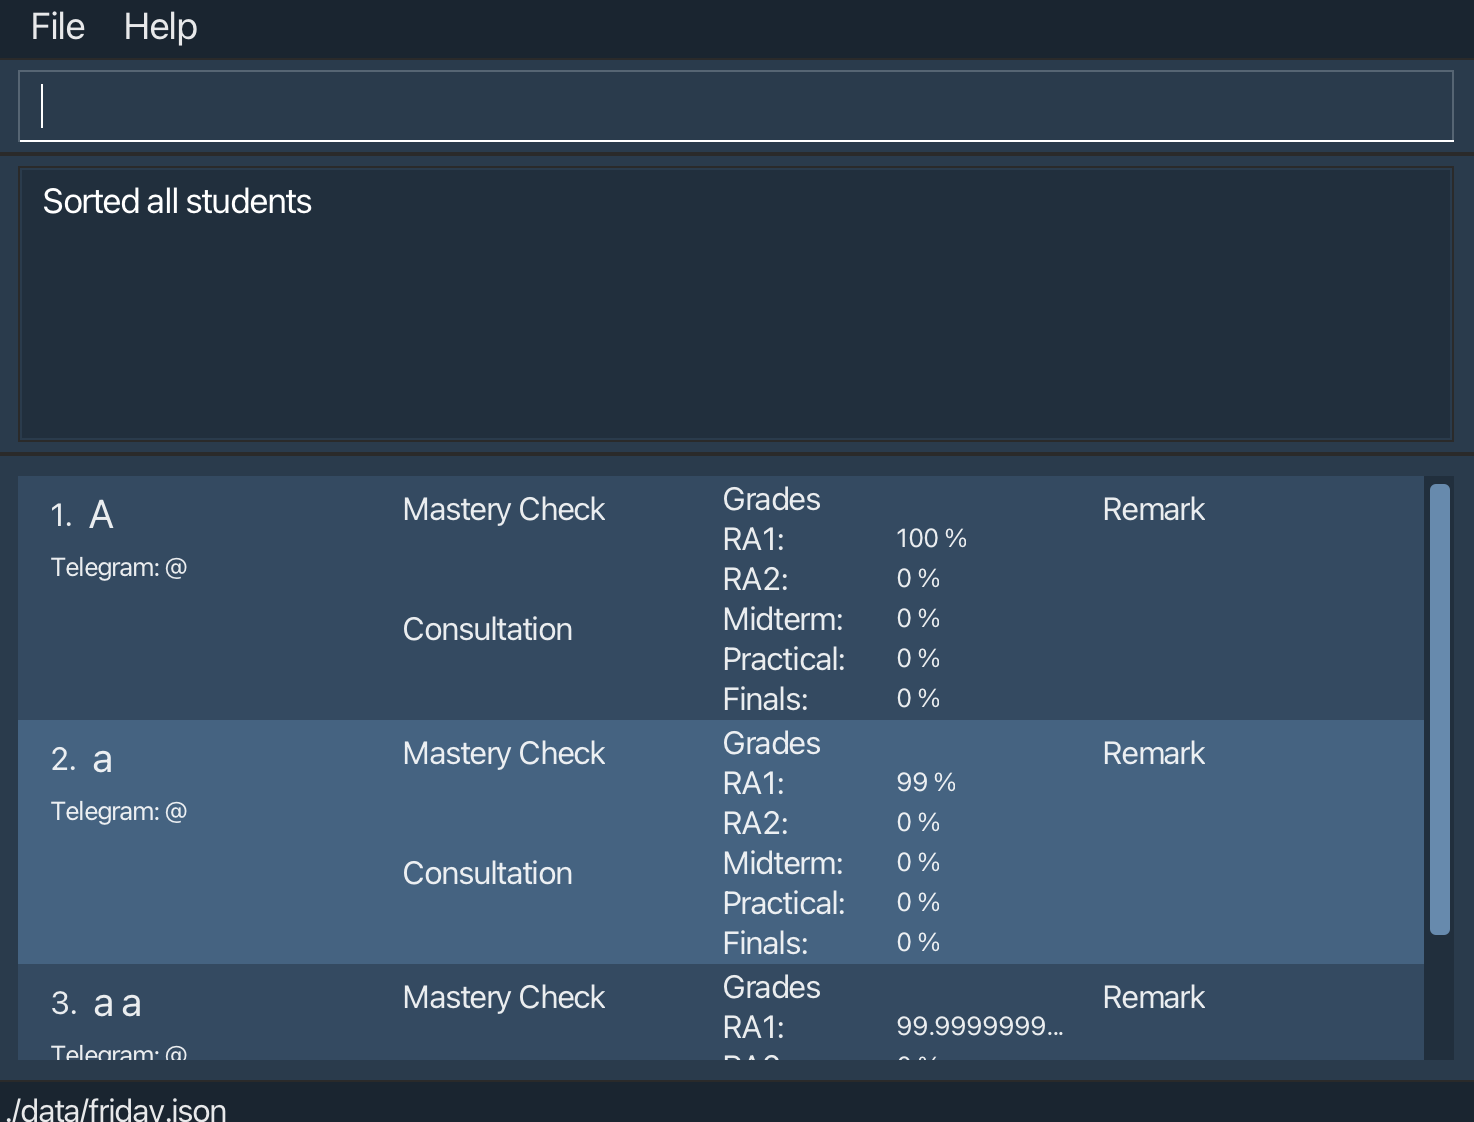 File Help
Sorted all students
1. A
Telegram: @
Mastery Check
Consultation
Grades
RA1: 100 %
RA2: 0 %
Midterm: 0 %
Practical: 0 %
Finals: 0 %
Remark
2. a
Telegram: @
Mastery Check
Consultation
Grades
RA1: 99 %
RA2: 0 %
Midterm: 0 %
Practical: 0 %
Finals: 0 %
Remark
3. a a
Telegram: @
Mastery Check
Grades
RA1: 99.9999999...
RA2: 0 %
Remark
./data/friday.json